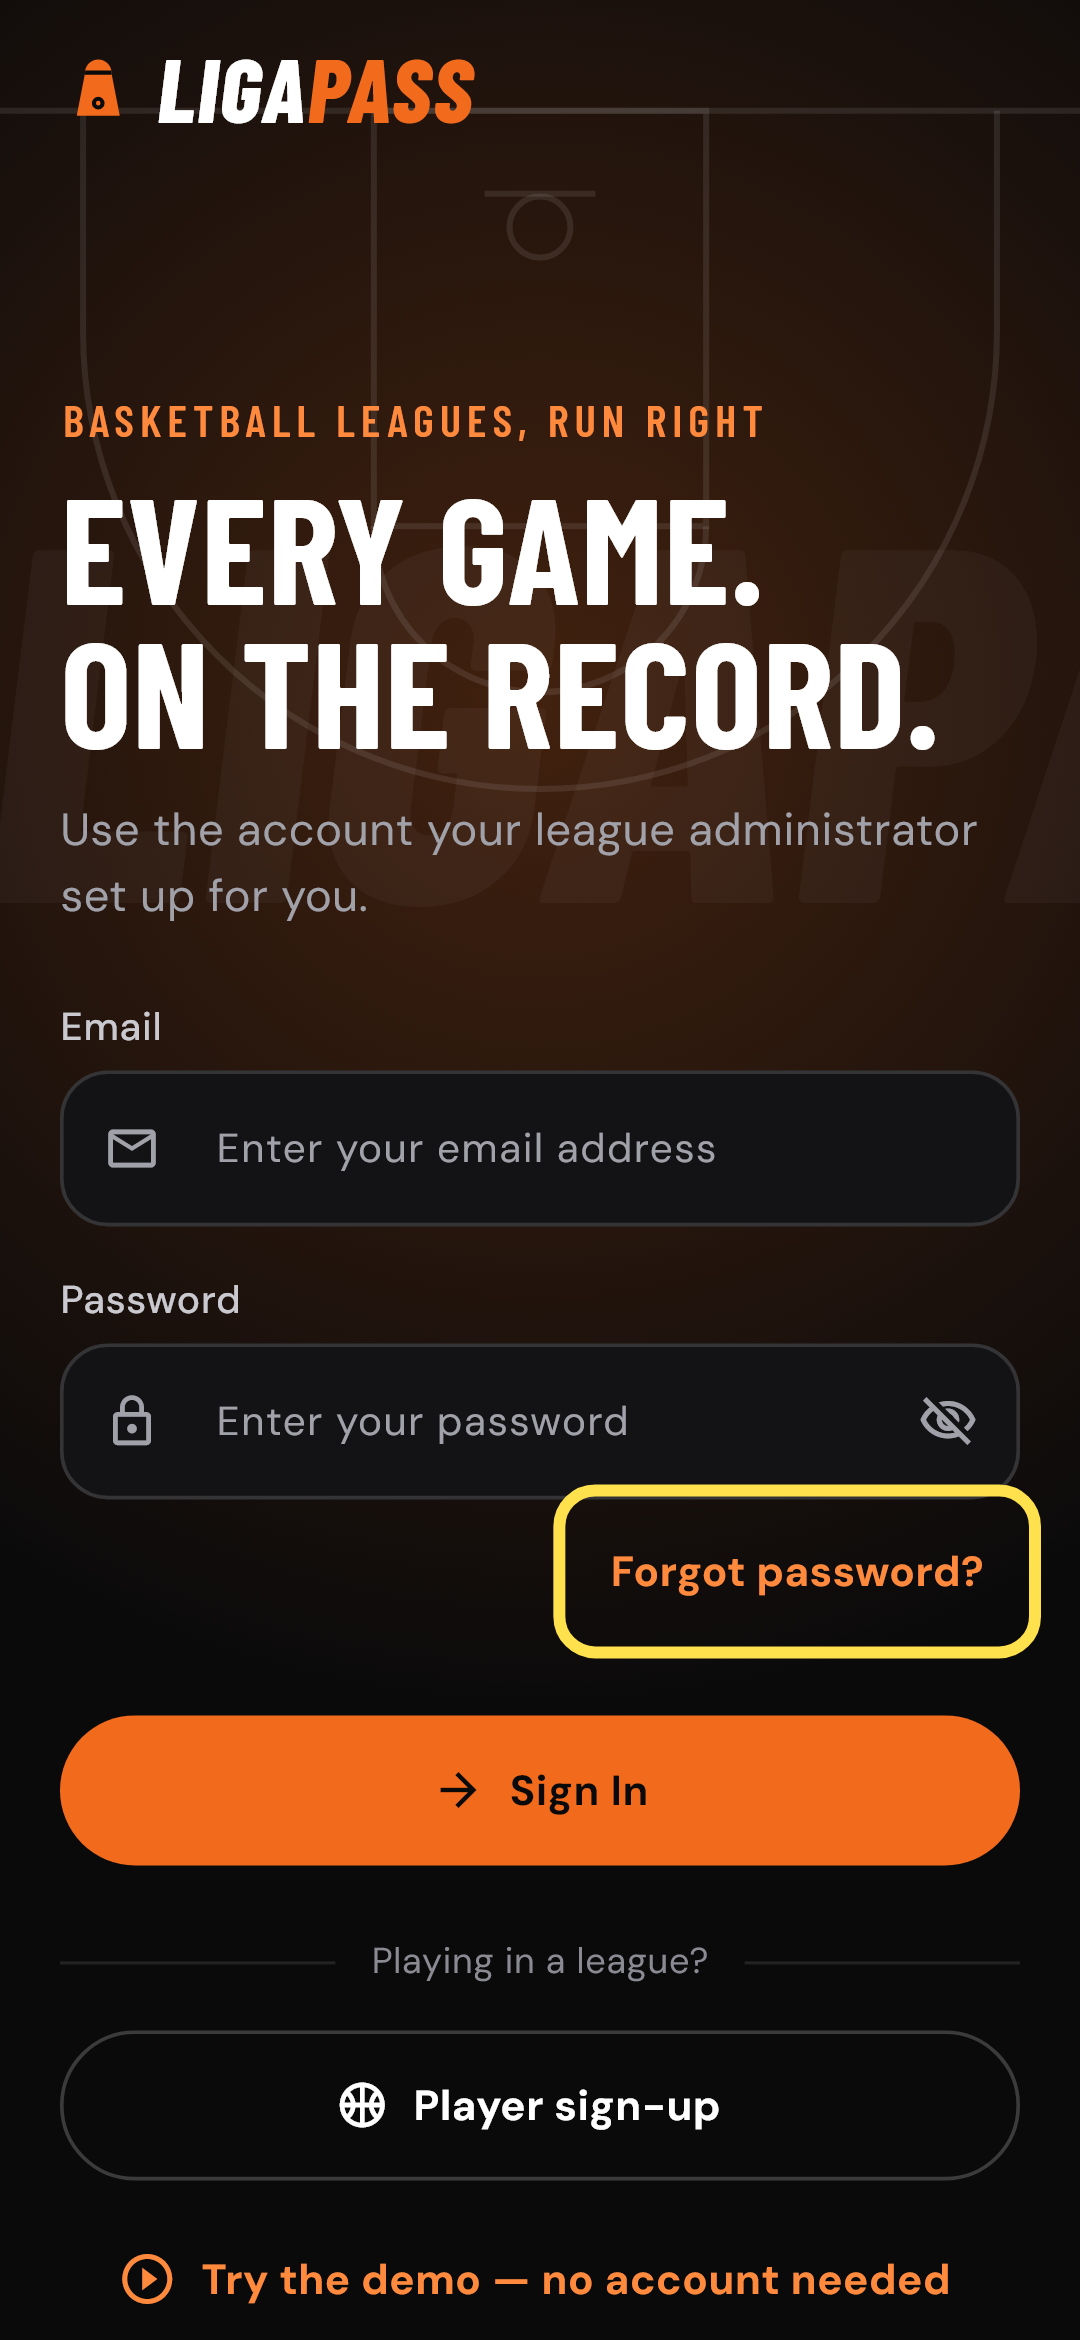 LIGAPASS
BASKETBALL LEAGUES, RUN RIGHT
EVERY GAME.
ON THE RECORD.
LIGAPA
Use the account your league administrator
set up for you.
Email
Enter your email address
Password
Enter your password
Forgot password?
Sign In
Playing in a league?
Player sign-up
Try the demo — no account needed